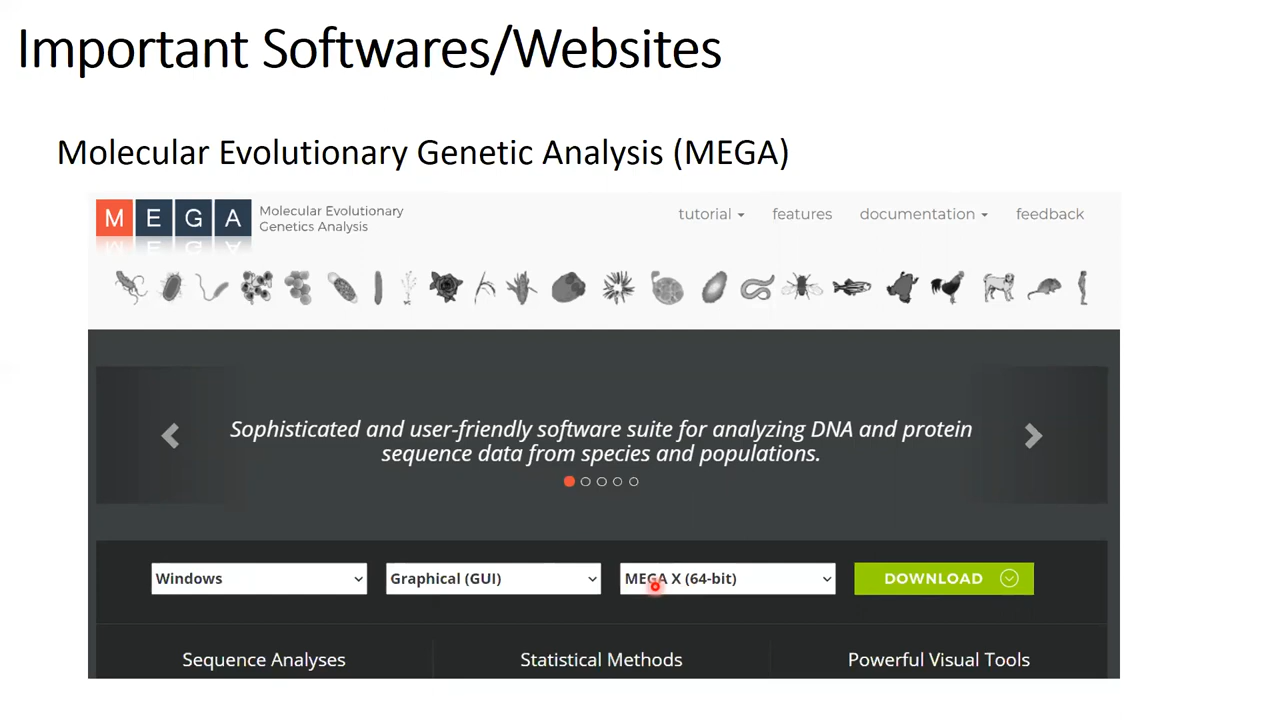 Important Softwares/Websites
Molecular Evolutionary Genetic Analysis (MEGA)
MEGA
Molecular Evolutionary
Genetics Analysis
tutorial features documentation feedback
Sophisticated and user-friendly software suite for analyzing DNA and protein
sequence data from species and populations.
Windows Graphical (GUI) MEGA X (64-bit) DOWNLOAD
Sequence Analyses Statistical Methods Powerful Visual Tools